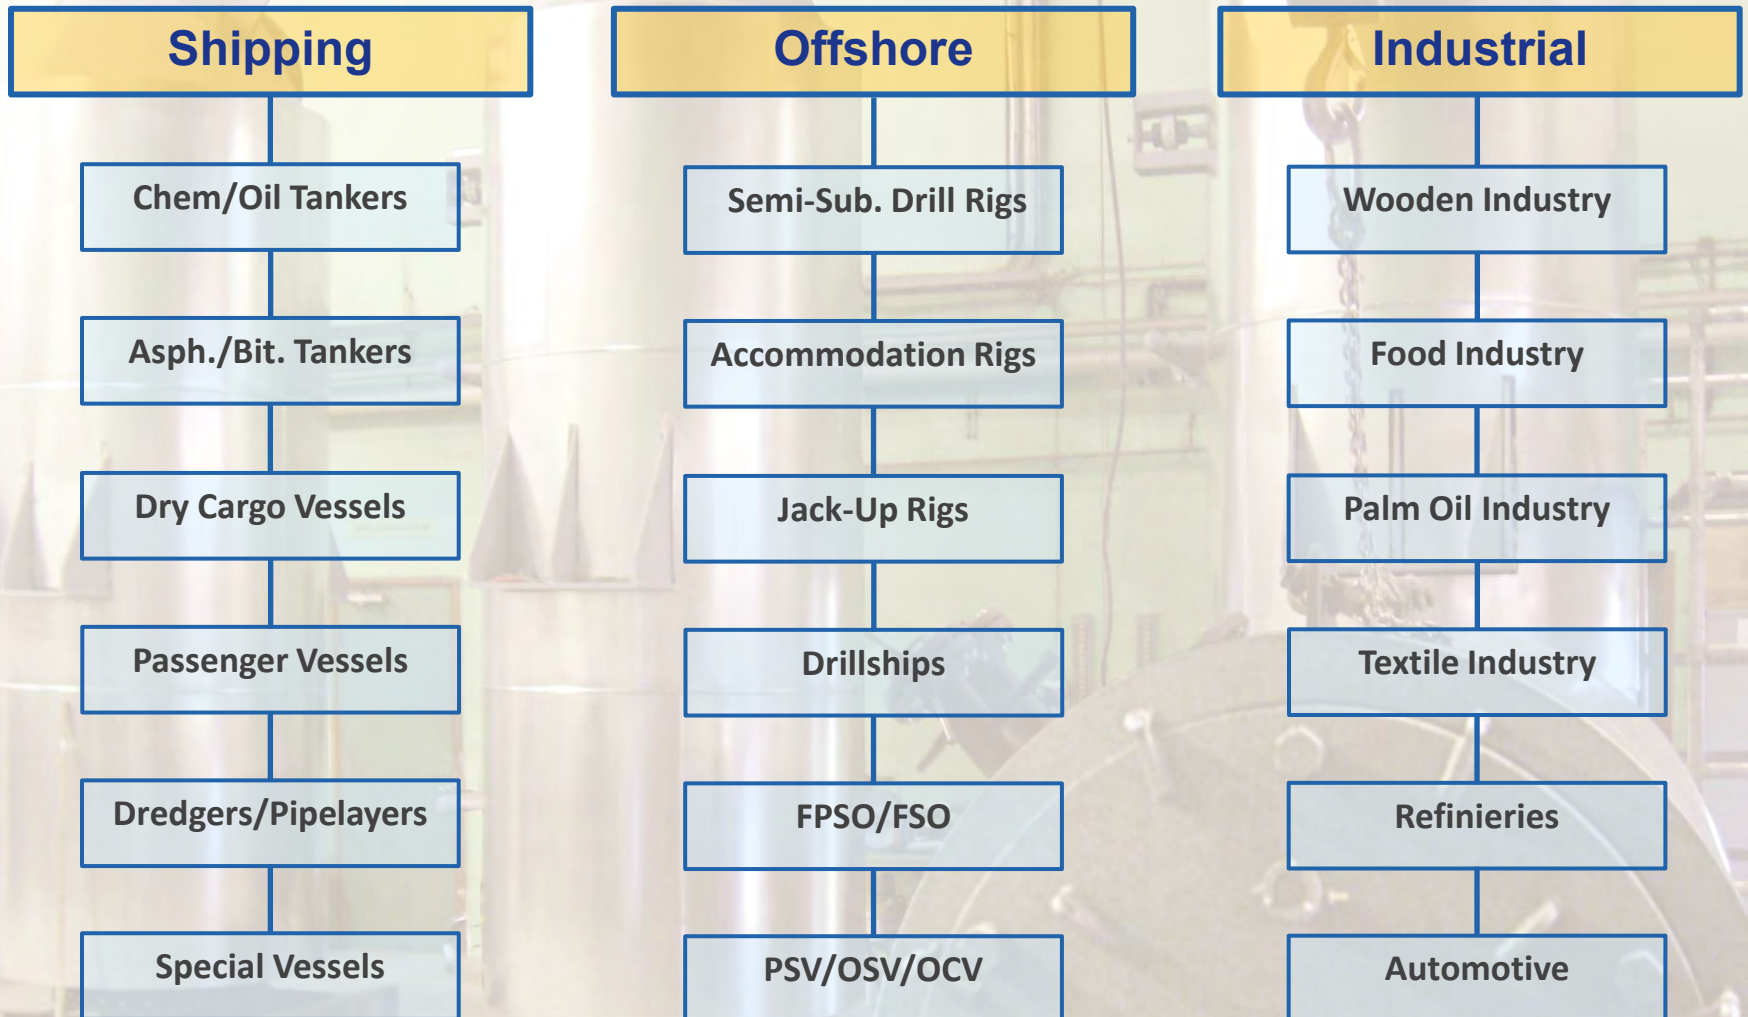 Shipping
Chem/Oil Tankers
Asph./Bit. Tankers
Dry Cargo Vessels
Passenger Vessels
Dredgers/Pipelayers
Special Vessels
Offshore
Semi-Sub. Drill Rigs
Accommodation Rigs
Jack-Up Rigs
Drillships
FPSO/FSO
PSV/OSV/OCV
Industrial
Wooden Industry
Food Industry
Palm Oil Industry
Textile Industry
Refinieries
Automotive